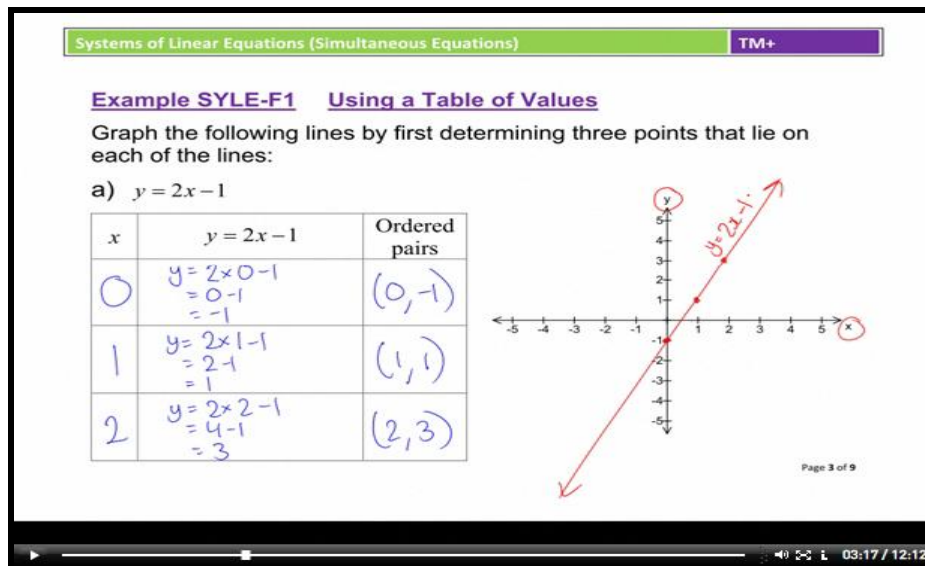 Systems of Linear Equations (Simultaneous Equations) TM+
Example SYLE-F1 Using a Table of Values
Graph the following lines by first determining three points that lie on
each of the lines:
a) y = 2x − 1
x y = 2x − 1 Ordered pairs
0 y = 2×0−1 (0,−1)
= 0−1
= −1
1 y = 2×1−1 (1,1)
= 2−1
= 1
2 y = 2×2−1 (2,3)
= 4−1
= 3
y
y=2x−1
5
4
3
2
1
-5 -4 -3 -2 -1 1 2 3 4 5 x
-1
-2
-3
-4
-5
Page 3 of 9
03:17 / 12:12